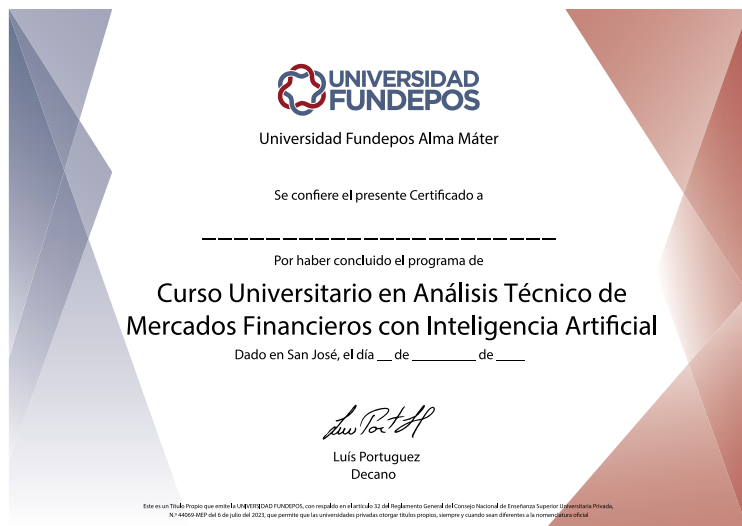 UNIVERSIDAD
FUNDEPOS
Universidad Fundepos Alma Máter
Se confiere el presente Certificado a
Por haber concluido el programa de
Curso Universitario en Análisis Técnico de
Mercados Financieros con Inteligencia Artificial
Dado en San José, el día __ de ________ de ____
Luís Portuguez
Decano
Este es un Título Propio que emite la UNIVERSIDAD FUNDEPOS, con respaldo en el artículo 32 del Reglamento General del Consejo Nacional de Enseñanza Superior Universitaria Privada,
N.º 44069-MEP del 6 de julio del 2023, que permite que las universidades privadas otorgar títulos propios, siempre y cuando sean diferentes a la nomenclatura oficial